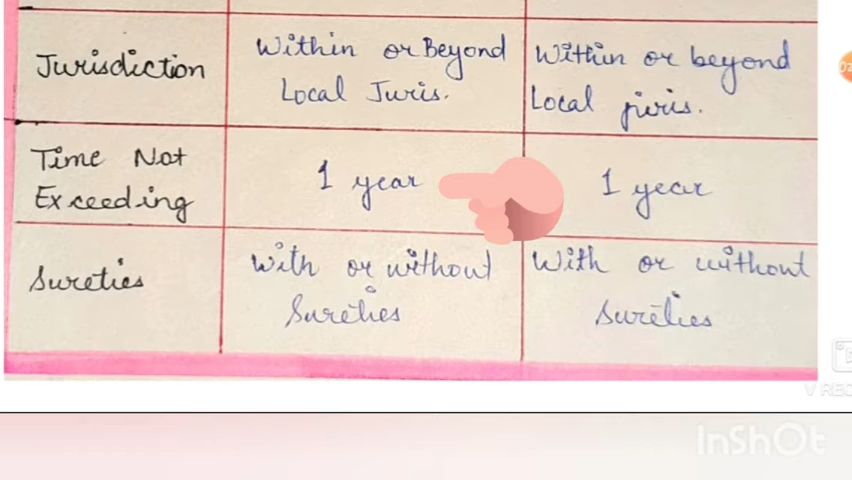 Jurisdiction
Within or Beyond
Local Juris.
Within or beyond
Local juris.
Time Not
Exceeding
1 year
1 year
Sureties
With or without
Sureties
With or without
Sureties
V REC
InShOt